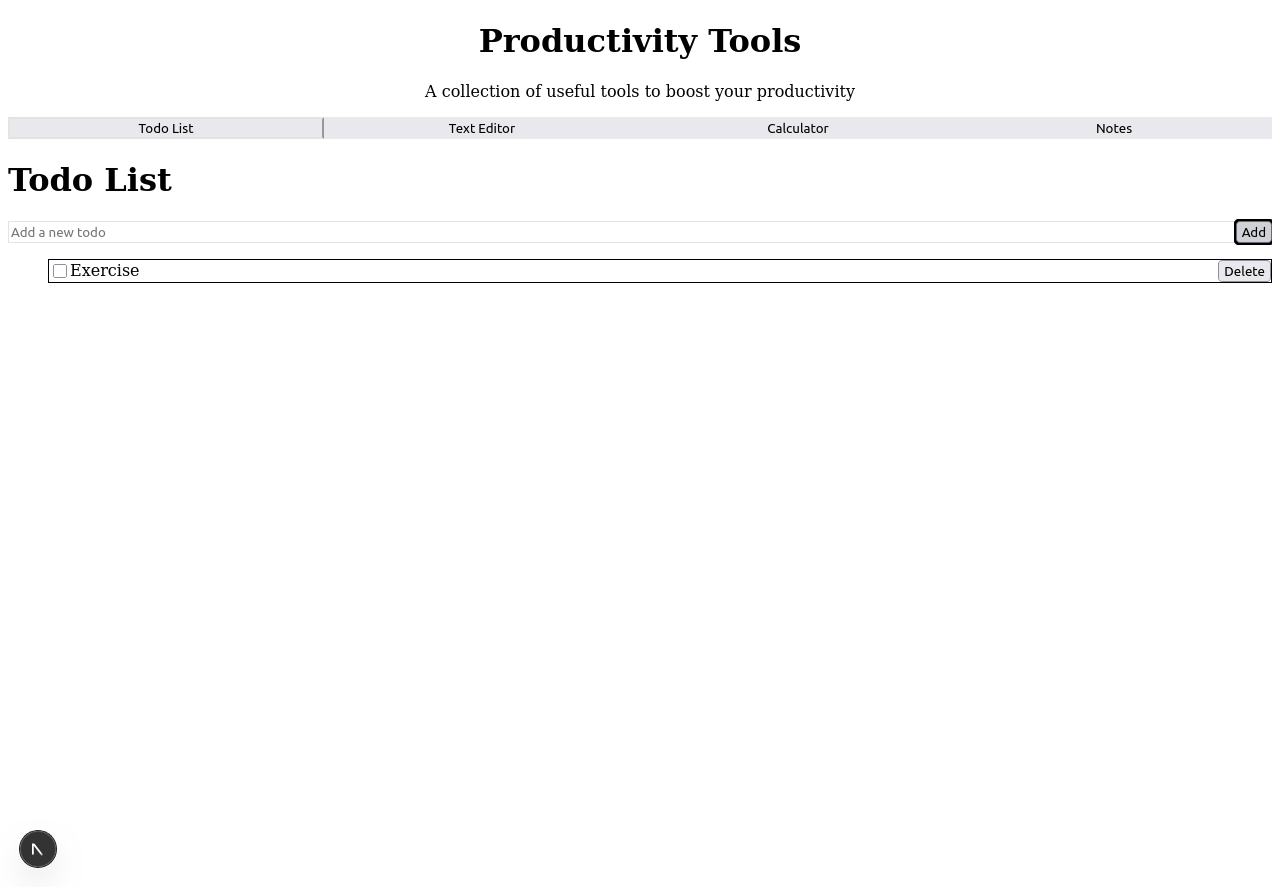 Productivity Tools
A collection of useful tools to boost your productivity
Todo List Text Editor Calculator Notes
Todo List
Add a new todo Add
Exercise Delete